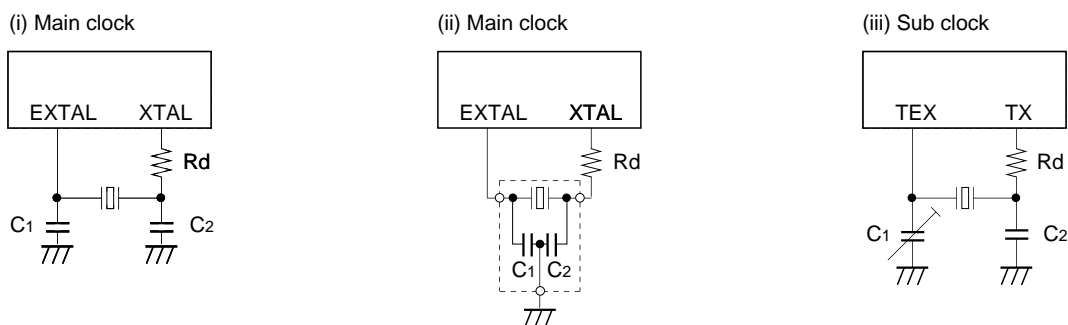 (i) Main clock
EXTAL XTAL
Rd
C1 C2
(ii) Main clock
EXTAL XTAL
Rd
C1 C2
(iii) Sub clock
TEX TX
Rd
C1 C2